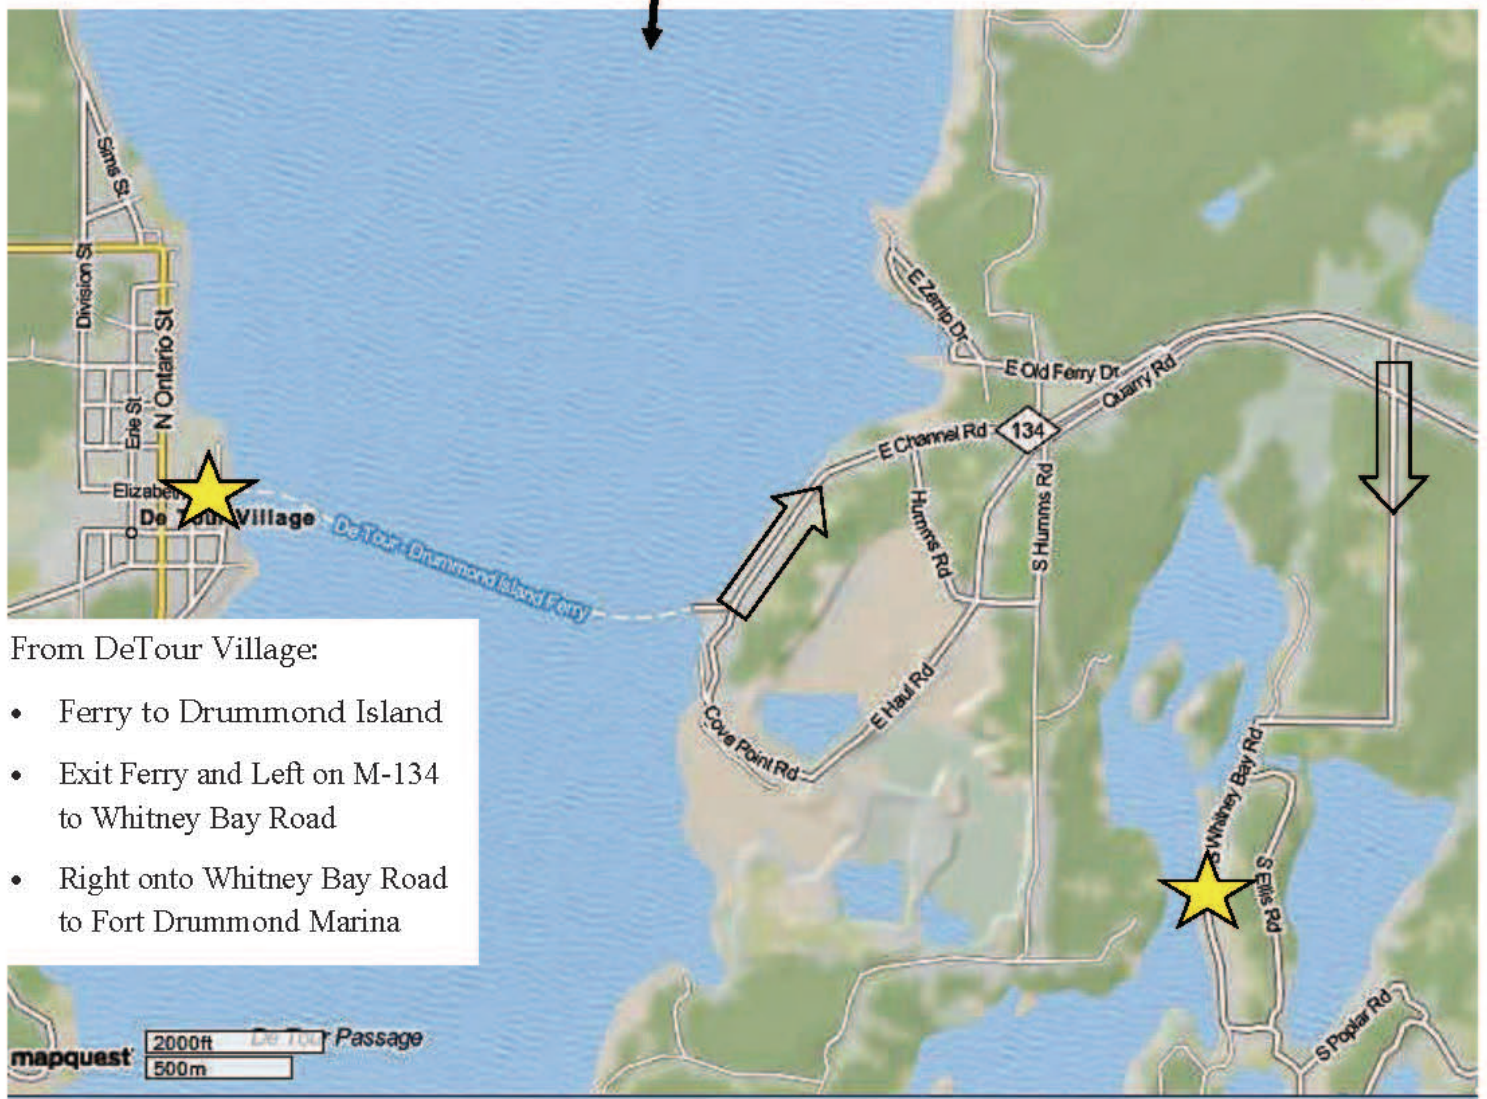 Sims St
Division St
N Ontario St
Erie St
De Tour Village
De Tour - Drummond Island Ferry
E Zerrip Dr
E Old Ferry Dr
Quarry Rd
E Channel Rd
134
Humms Rd
S Humms Rd
E Haul Rd
Cove Point Rd
S Whitney Bay Rd
S Ellis Rd
S Poplar Rd
From DeTour Village:
• Ferry to Drummond Island
• Exit Ferry and Left on M-134
to Whitney Bay Road
• Right onto Whitney Bay Road
to Fort Drummond Marina
mapquest
2000ft
500m
De Tour Passage